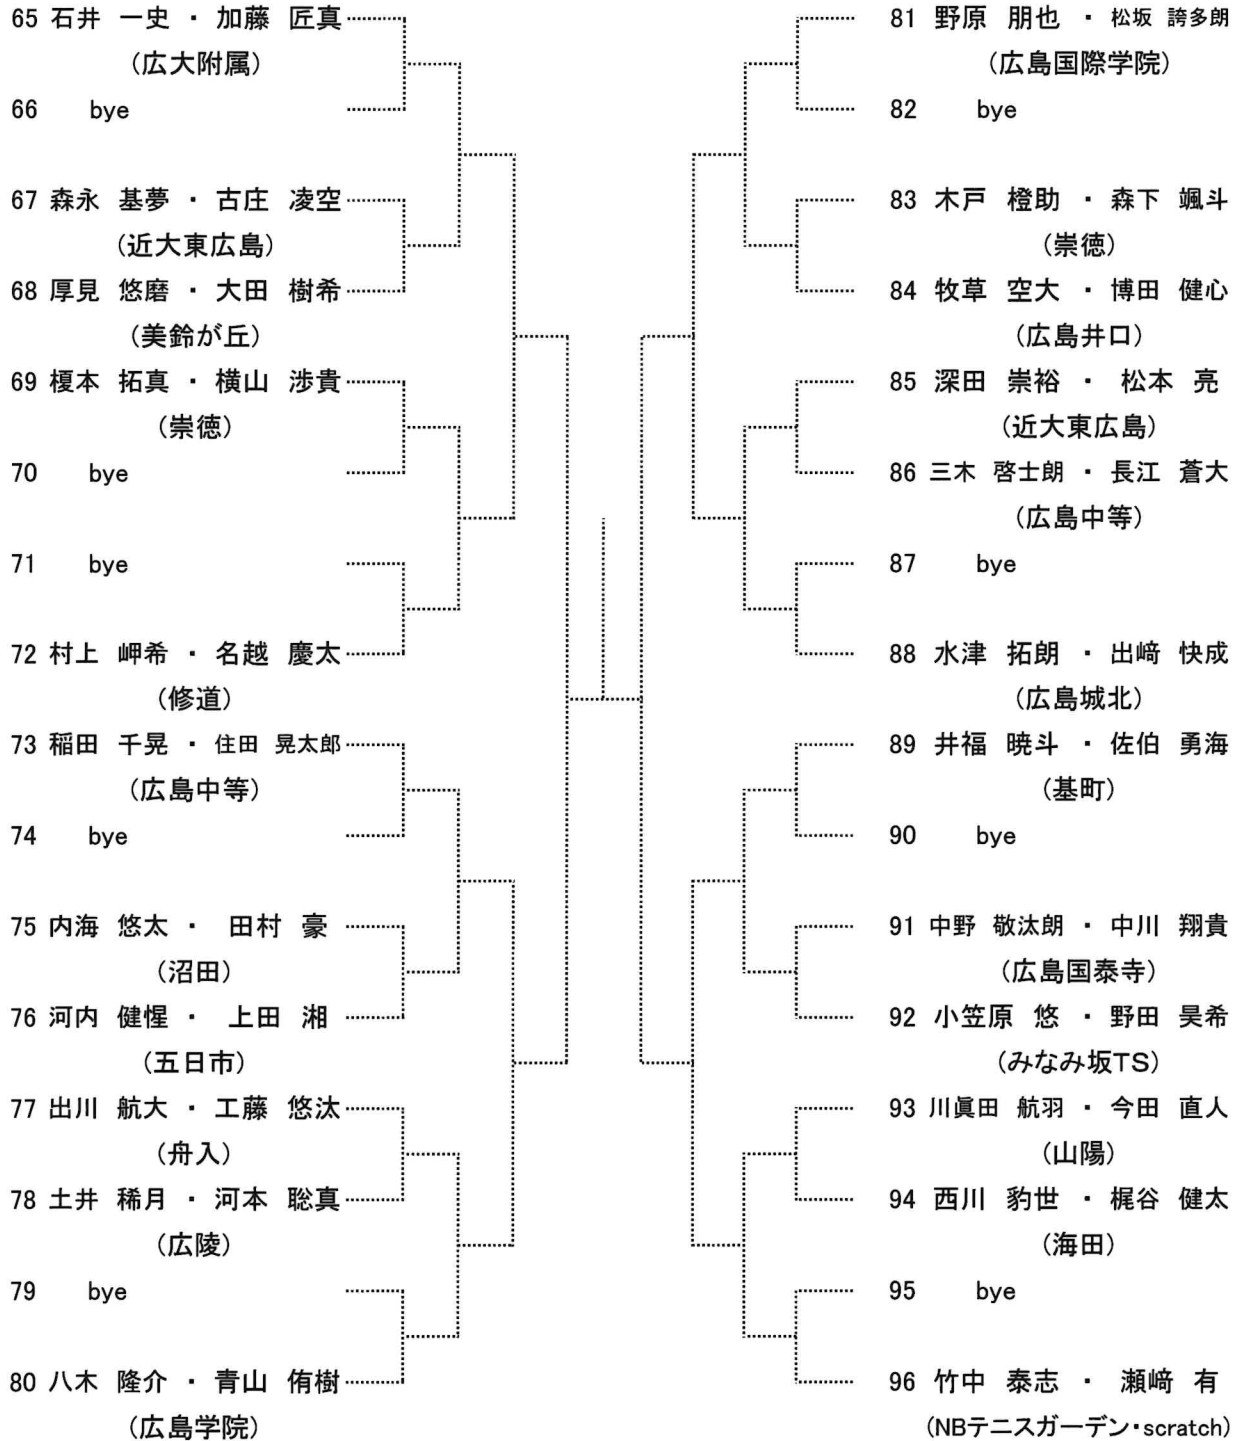 65 石井 一史 ・ 加藤 匠真
(広大附属)
66 bye
67 森永 基夢 ・ 古庄 凌空
(近大東広島)
68 厚見 悠磨 ・ 大田 樹希
(美鈴が丘)
69 榎本 拓真 ・ 横山 渉貴
(崇徳)
70 bye
71 bye
72 村上 岬希 ・ 名越 慶太
(修道)
73 稲田 千晃 ・ 住田 晃太郎
(広島中等)
74 bye
75 内海 悠太 ・ 田村 豪
(沼田)
76 河内 健惺 ・ 上田 湘
(五日市)
77 出川 航大 ・ 工藤 悠汰
(舟入)
78 土井 稀月 ・ 河本 聡真
(広陵)
79 bye
80 八木 隆介 ・ 青山 侑樹
(広島学院)
81 野原 朋也 ・ 松坂 誇多朗
(広島国際学院)
82 bye
83 木戸 橙助 ・ 森下 颯斗
(崇徳)
84 牧草 空大 ・ 博田 健心
(広島井口)
85 深田 崇裕 ・ 松本 亮
(近大東広島)
86 三木 啓士朗 ・ 長江 蒼大
(広島中等)
87 bye
88 水津 拓朗 ・ 出﨑 快成
(広島城北)
89 井福 暁斗 ・ 佐伯 勇海
(基町)
90 bye
91 中野 敬汰朗 ・ 中川 翔貴
(広島国泰寺)
92 小笠原 悠 ・ 野田 昊希
(みなみ坂TS)
93 川眞田 航羽 ・ 今田 直人
(山陽)
94 西川 豹世 ・ 梶谷 健太
(海田)
95 bye
96 竹中 泰志 ・ 瀬﨑 有
(NBテニスガーデン・scratch)